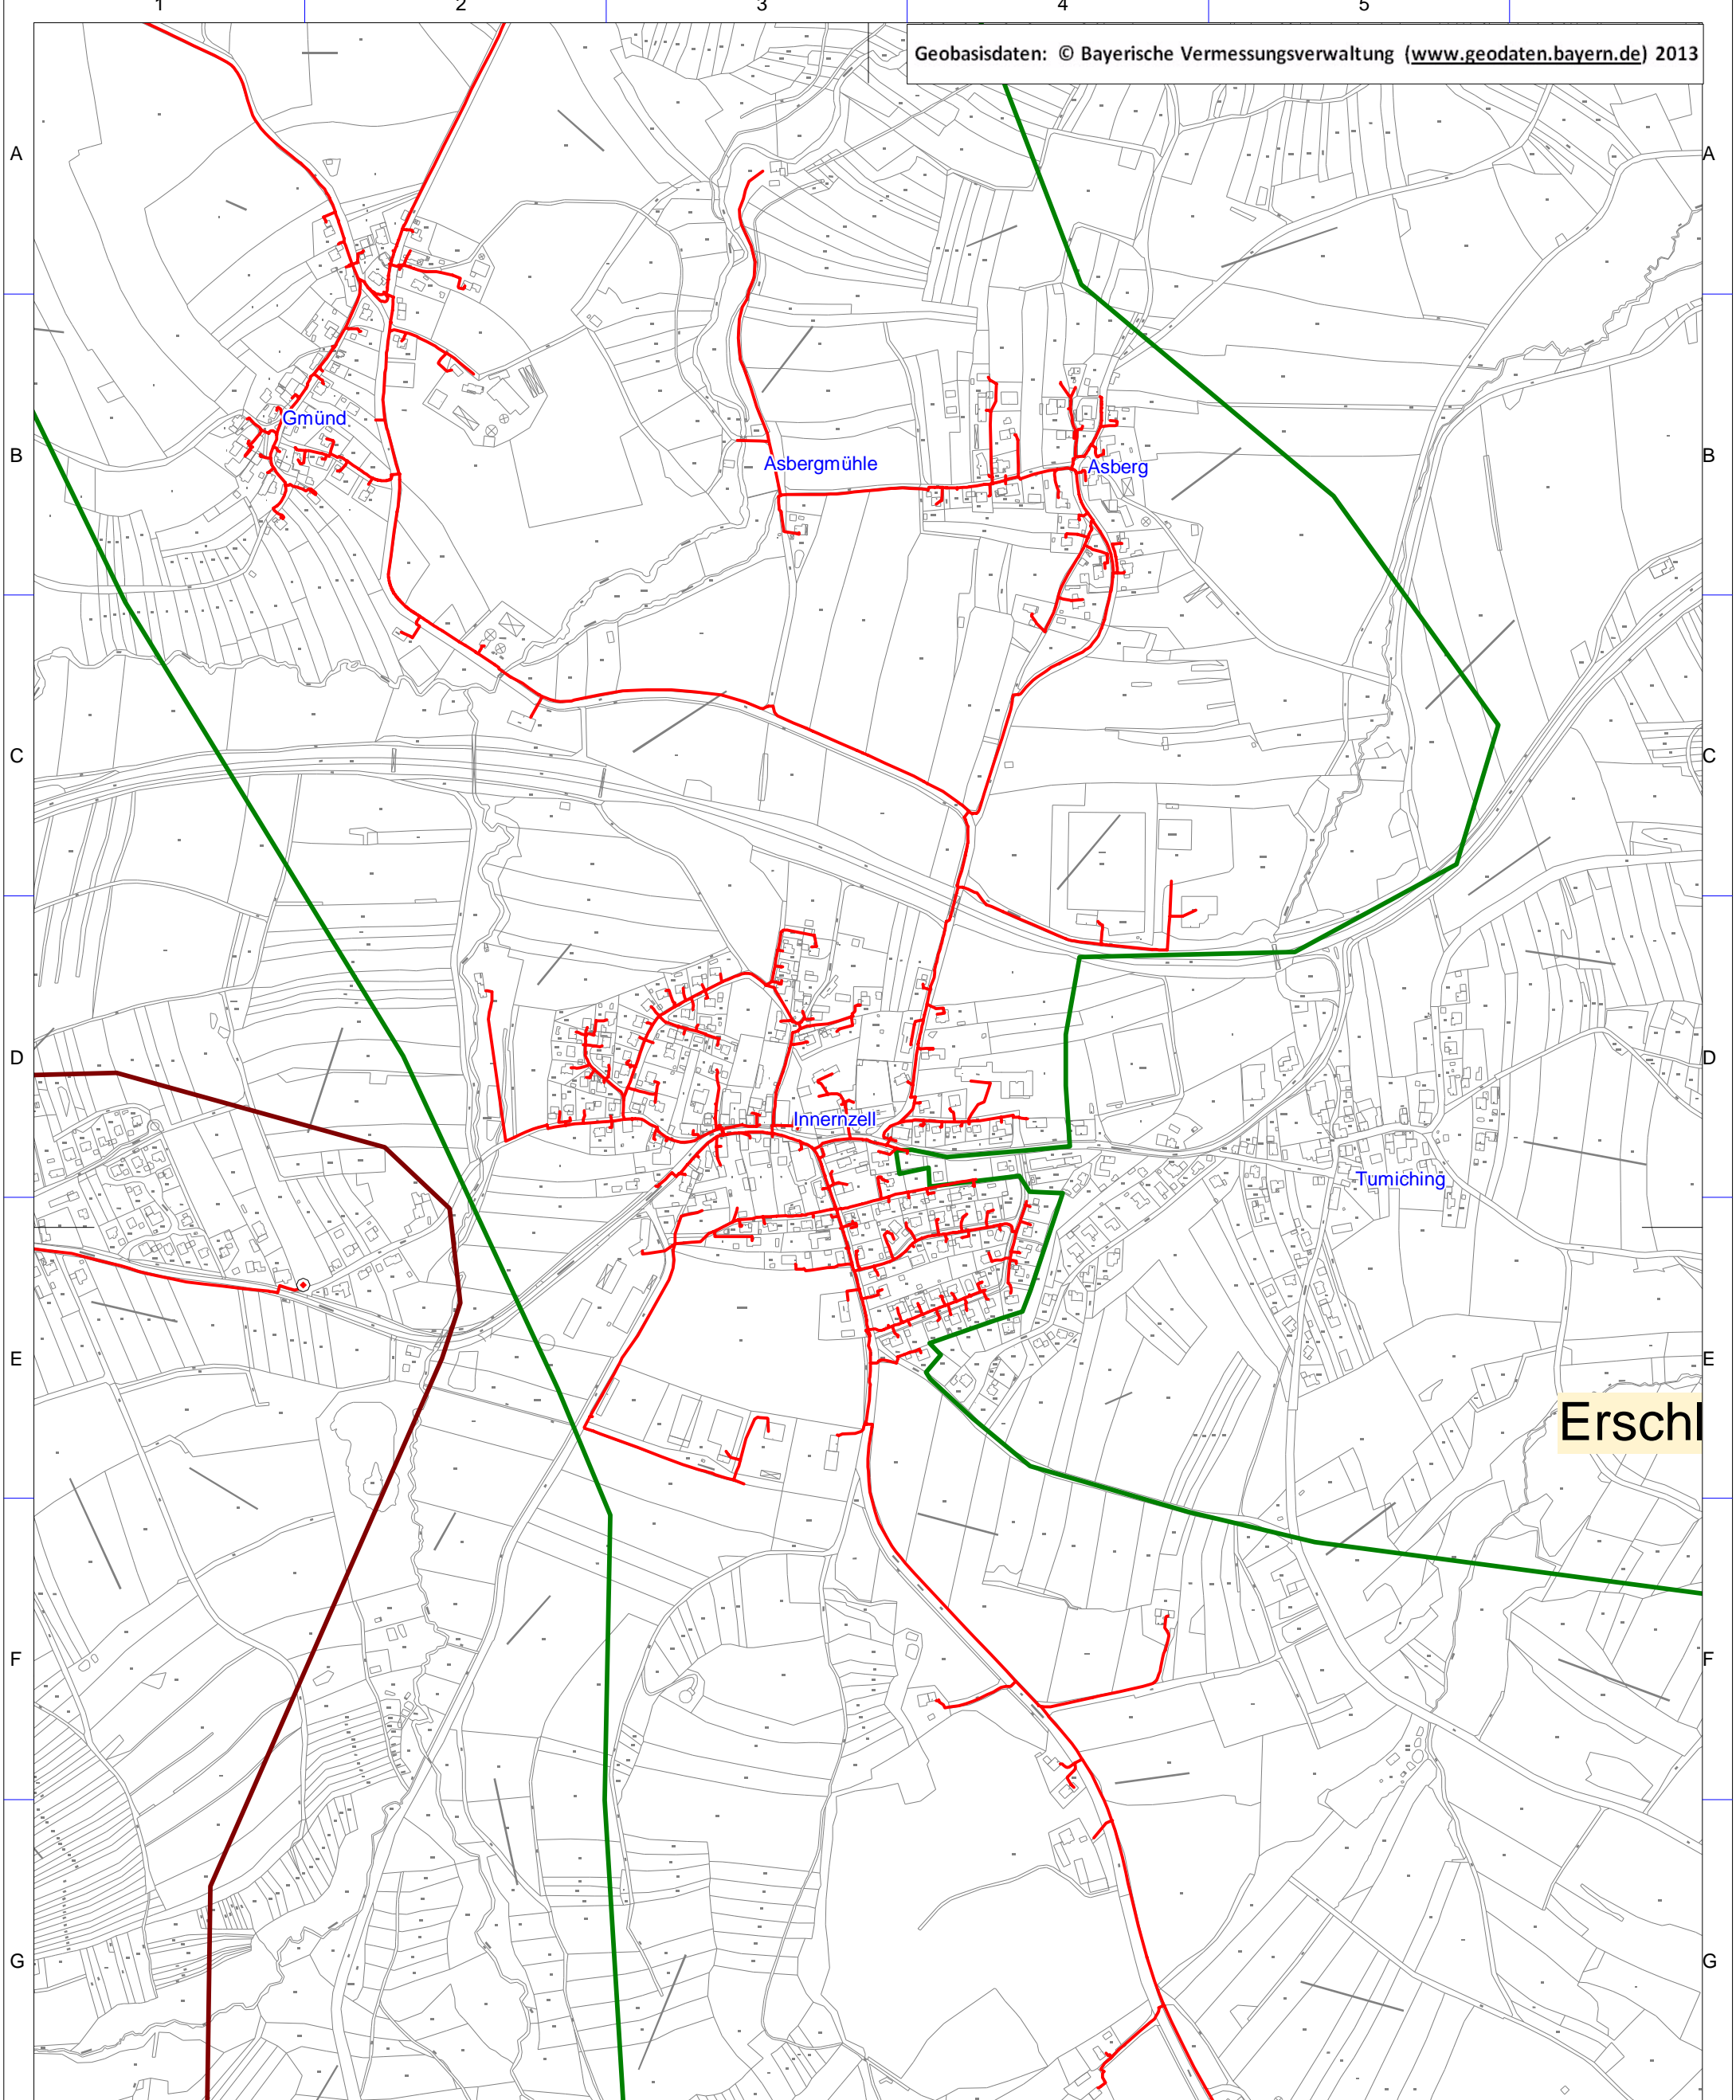 1 2 3 4 5
Geobasisdaten: © Bayerische Vermessungsverwaltung (www.geodaten.bayern.de) 2013
A A
Gmünd
B B
Asbergmühle Asberg
C C
D D
Innernzell
Tumiching
E E
Erschl
F F
G G